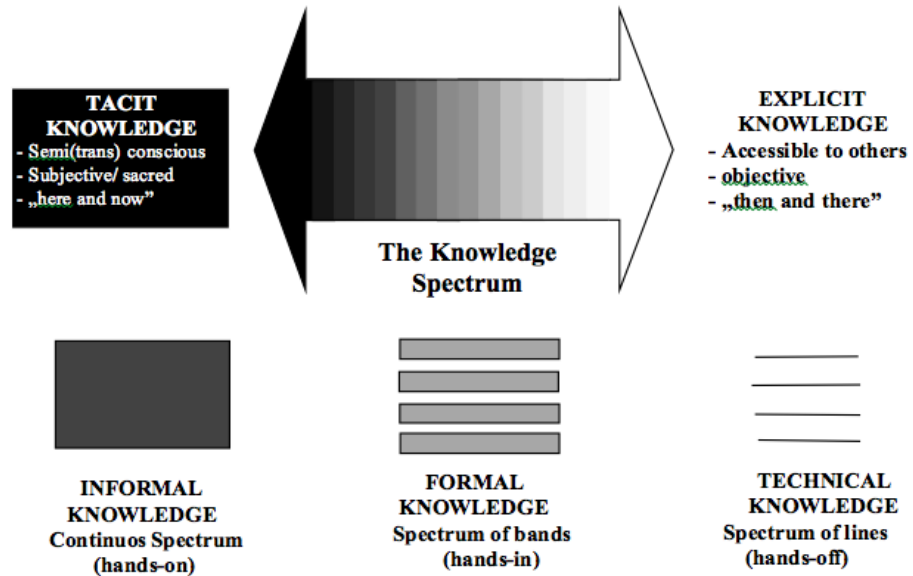 TACIT
KNOWLEDGE
- Semi(trans) conscious
- Subjective/ sacred
- „here and now”
The Knowledge
Spectrum
EXPLICIT
KNOWLEDGE
- Accessible to others
- objective
- „then and there”
INFORMAL
KNOWLEDGE
Continuos Spectrum
(hands-on)
FORMAL
KNOWLEDGE
Spectrum of bands
(hands-in)
TECHNICAL
KNOWLEDGE
Spectrum of lines
(hands-off)